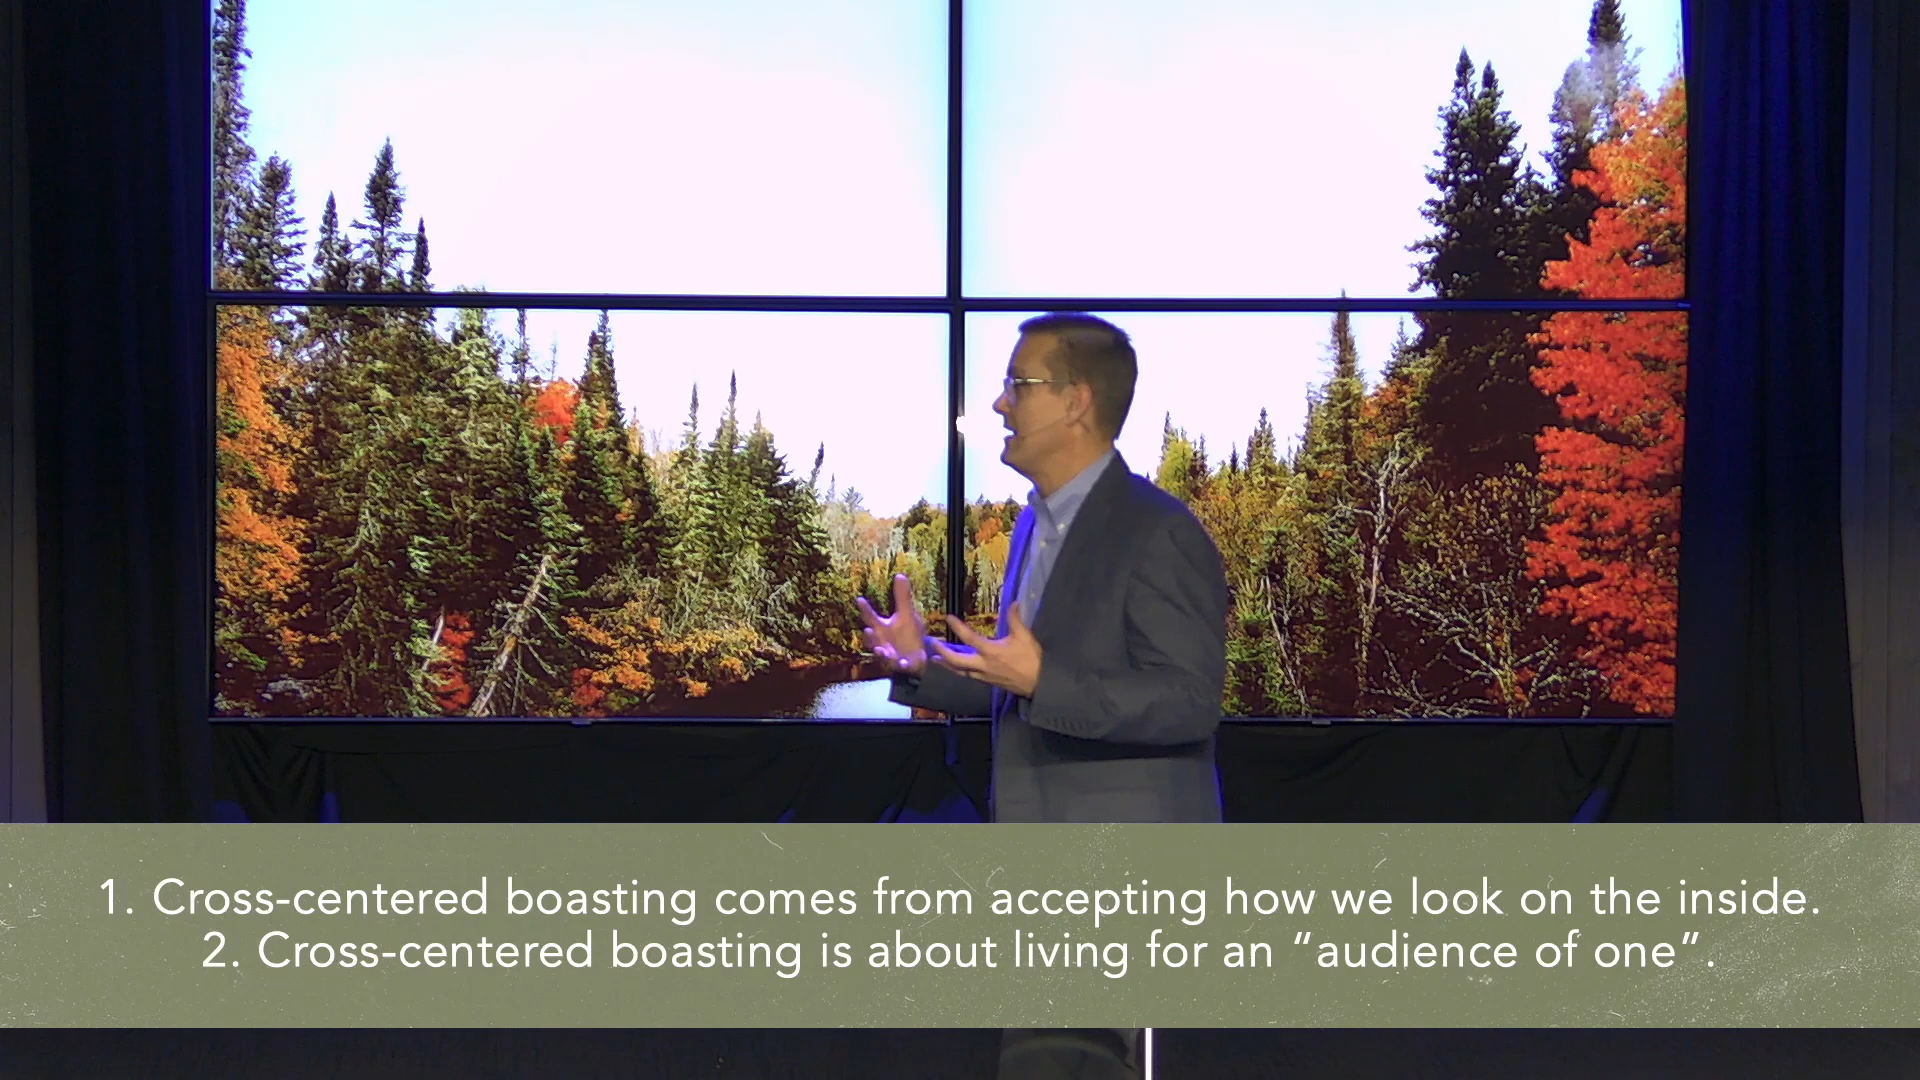 1. Cross-centered boasting comes from accepting how we look on the inside.
2. Cross-centered boasting is about living for an “audience of one”.